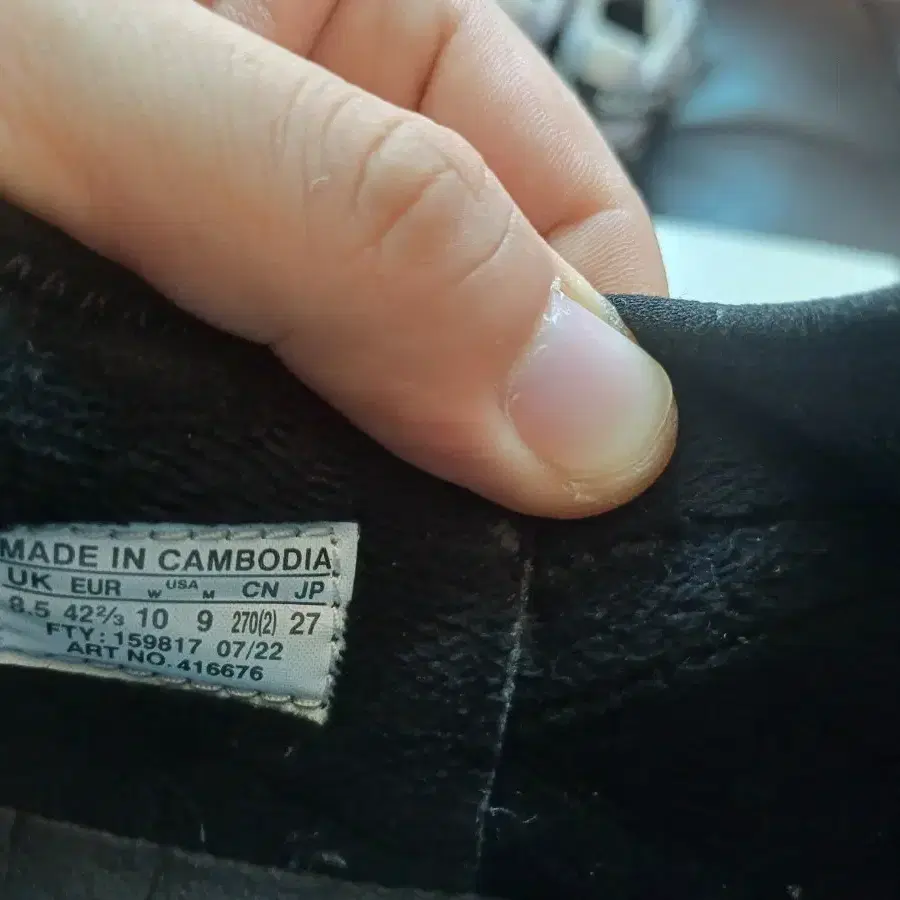 MADE IN CAMBODIA
UK EUR W USA M CN JP
8.5 42⅔ 10 9 270(2) 27
FTY: 159817 07/22
ART NO. 416676